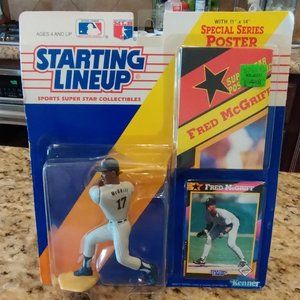 AGES 4 AND UP
WITH 11" x 14"
SPECIAL SERIES
POSTER
STARTING
LINEUP
SPORTS SUPER STAR COLLECTIBLES
FRED McGRIFF
McGRIFF
17
FRED McGRIFF
Kenner